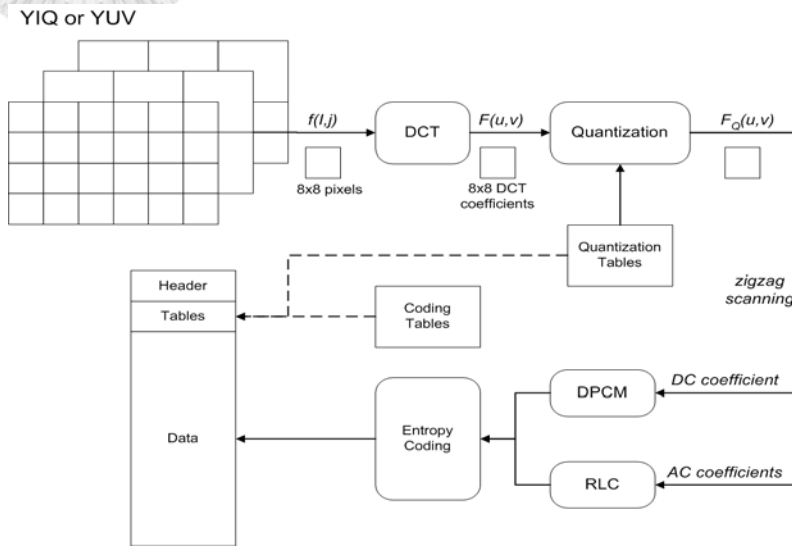 YIQ or YUV
f(I,j)
DCT
F(u,v)
Quantization
F_Q(u,v)
8x8 pixels
8x8 DCT
coefficients
Quantization
Tables
zigzag
scanning
Header
Tables
Coding
Tables
DC coefficient
DPCM
Entropy
Coding
Data
AC coefficients
RLC